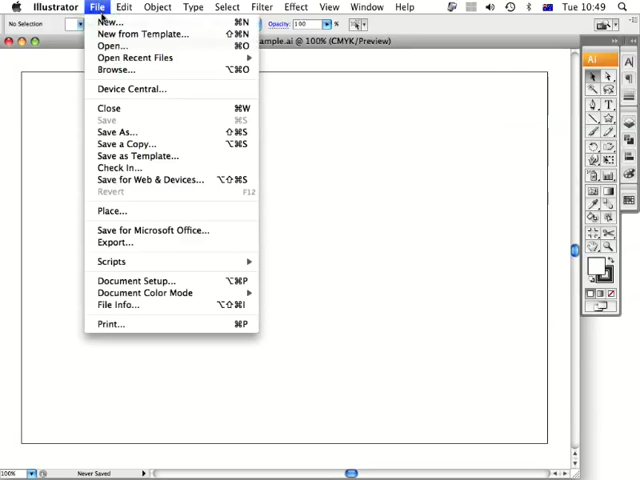 Illustrator File Edit Object Type Select Filter Effect View Window Help Tue 10:49
No Selection Opacity: 100 %
ample.ai @ 100% (CMYK/Preview)
New... ⌘N
New from Template... ⇧⌘N
Open... ⌘O
Open Recent Files
Browse... ⌥⌘O
Device Central...
Close ⌘W
Save ⌘S
Save As... ⇧⌘S
Save a Copy... ⌥⌘S
Save as Template...
Check In...
Save for Web & Devices... ⌥⇧⌘S
Revert F12
Place...
Save for Microsoft Office...
Export...
Scripts
Document Setup... ⌥⌘P
Document Color Mode
File Info... ⌥⇧⌘I
Print... ⌘P
Ai
100% Never Saved